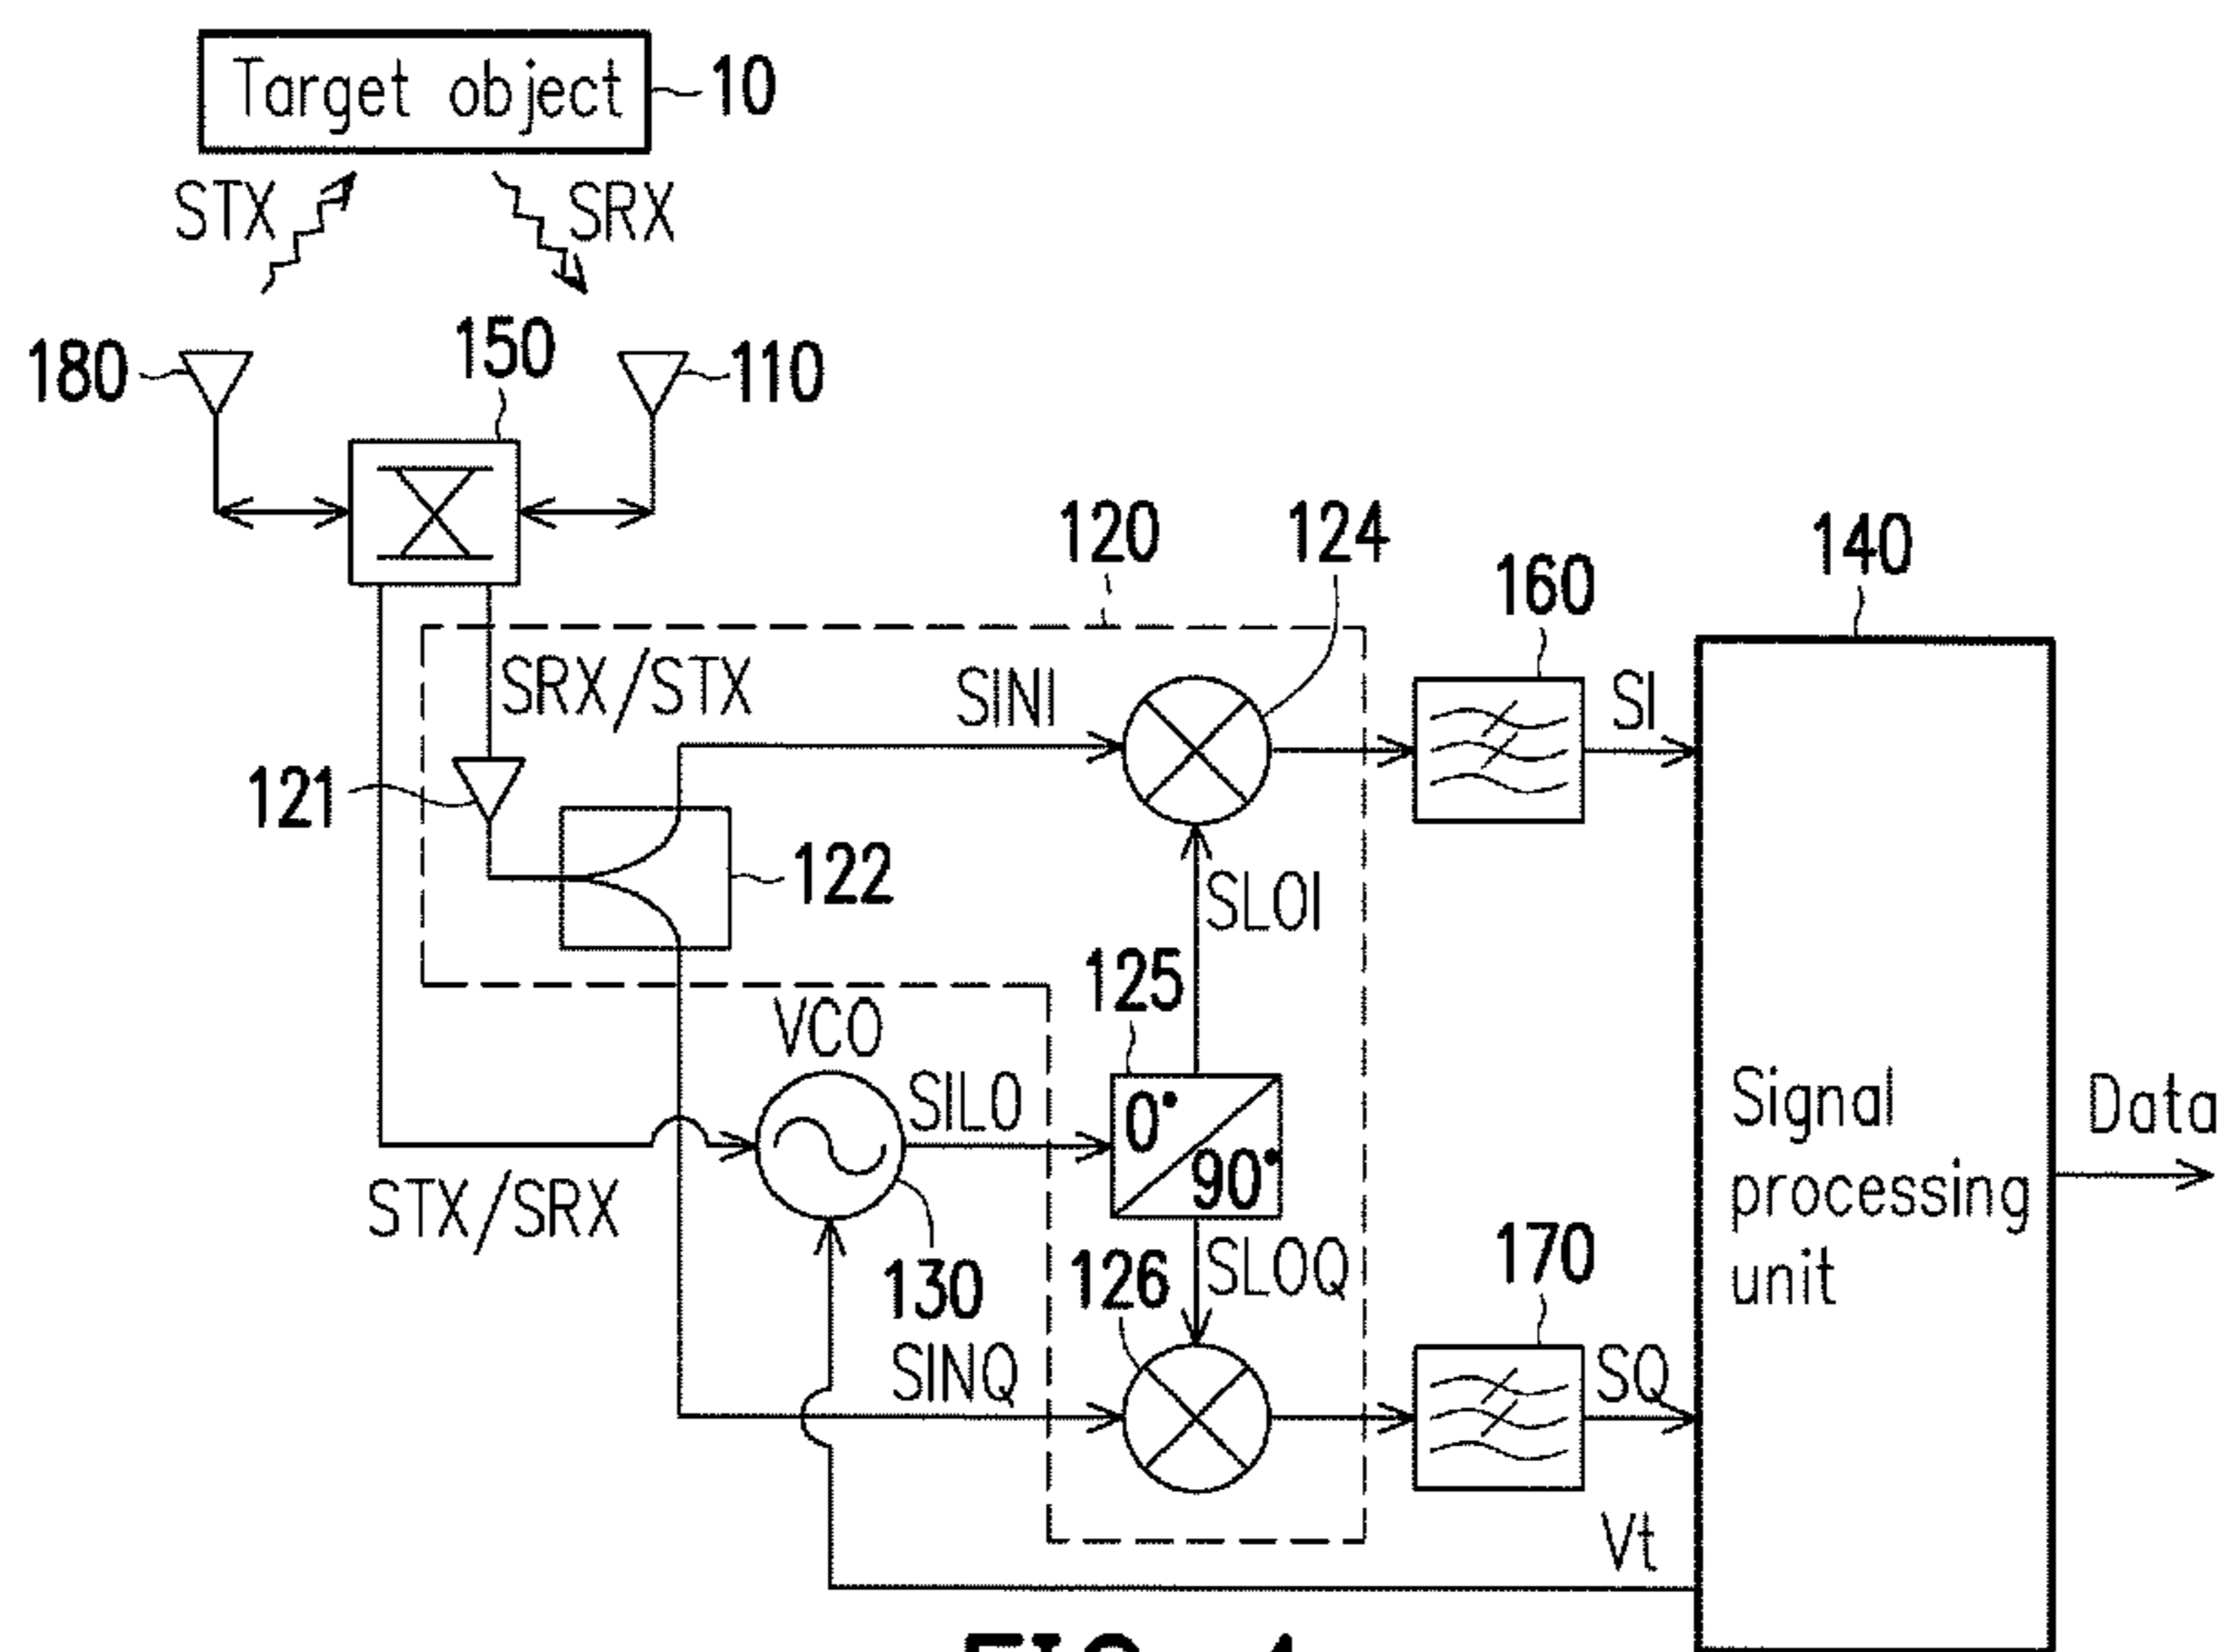 Target object
10
STX
SRX
180
150
110
120
124
160
140
SRX/STX
SINI
SI
121
122
SLOI
125
VCO
SILO
0°
90°
Signal
processing
unit
Data
STX/SRX
130
126
SLOQ
170
SINQ
SQ
Vt